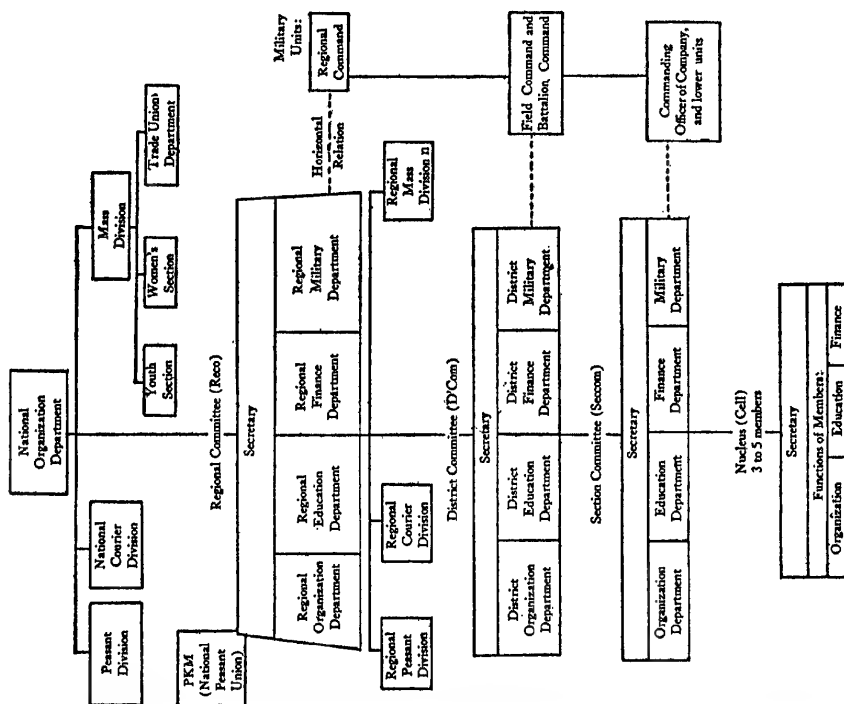 National
Organization
Department
Peasant
Division
National
Courier
Division
Mass
Division
Youth
Section
Women's
Section
Trade Union
Department
PKM
(National
Peasant
Union)
Regional Committee (Reco)
Military
Units:
Secretary
Regional
Organization
Department
Regional
Education
Department
Regional
Finance
Department
Regional
Military
Department
Horizontal
Relation
Regional
Command
Regional
Peasant
Division
Regional
Courier
Division
Regional
Mass
Division n
District Committee (D'Com)
Secretary
District
Organization
Department
District
Education
Department
District
Finance
Department
District
Military
Department.
Field Command and
Battalion, Command
Section Committee (Seccom)
Secretary
Organization
Department
Education
Department
Finance
Department
Military
Department
Commanding
Officer of Company,
and lower units
Nucleus (Cell)
3 to 5 members
Secretary
Functions of Members:
Organization
Education
Finance